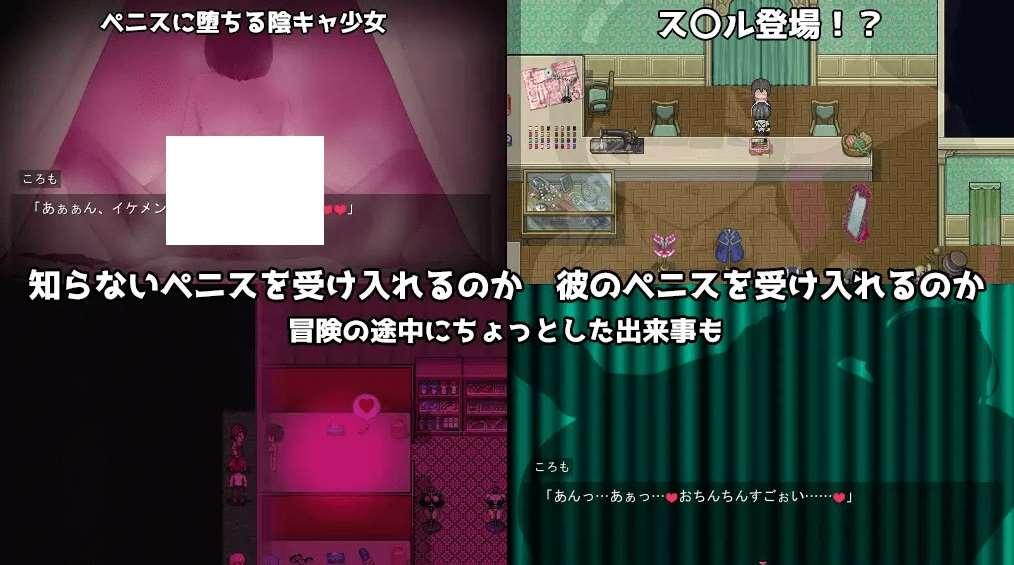 ペニスに堕ちる陰キャ少女
ス〇ル登場！？
ころも
「あぁぁん、イケメン
❤❤」
知らないペニスを受け入れるのか　彼のペニスを受け入れるのか
冒険の途中にちょっとした出来事も
ころも
「あんっ…あぁっ…❤おちんちんすごぉい……❤」